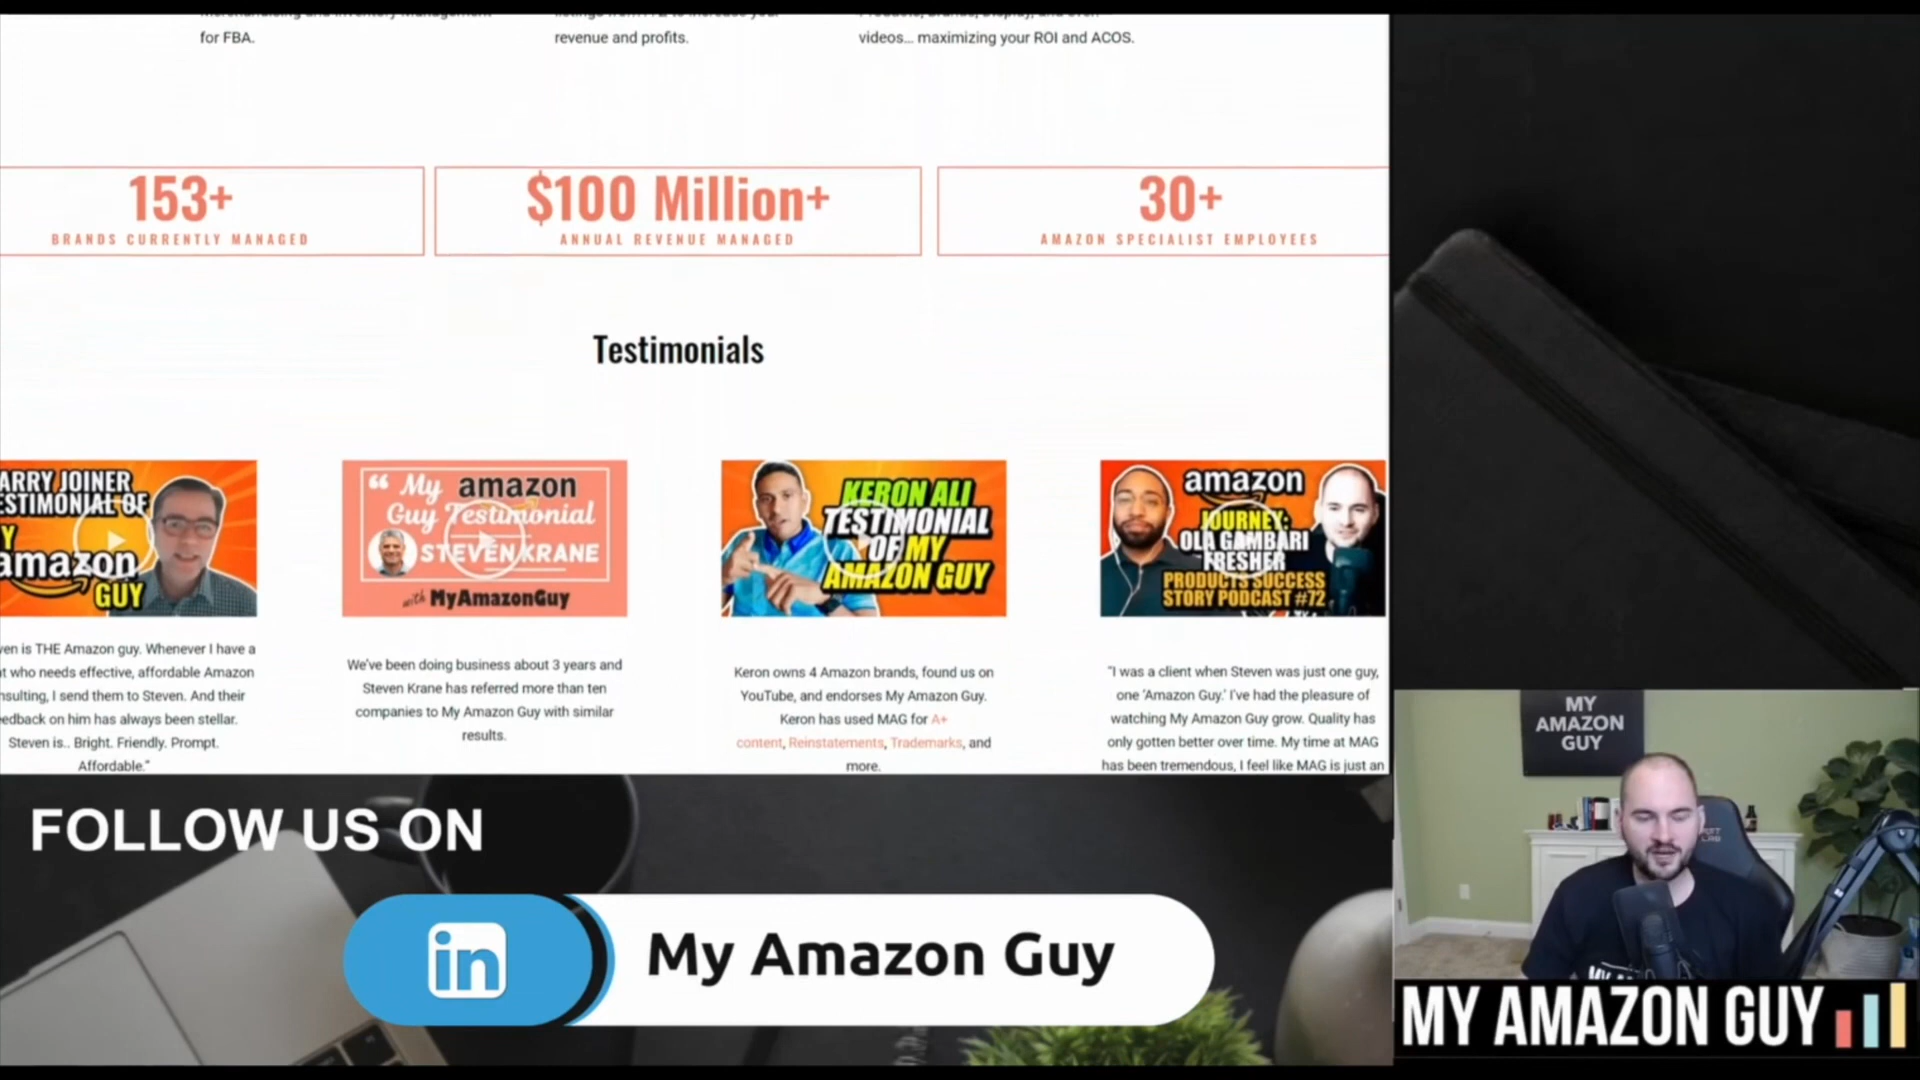 for FBA.
revenue and profits.
videos... maximizing your ROI and ACOS.
153+
BRANDS CURRENTLY MANAGED
$100 Million+
ANNUAL REVENUE MANAGED
30+
AMAZON SPECIALIST EMPLOYEES
Testimonials
ARRY JOINER
ESTIMONIAL OF
Y
amazon
GUY
“ My amazon
Guy Testimonial
STEVEN KRANE
with MyAmazonGuy
KERON ALI
TESTIMONIAL
OF MY
AMAZON GUY
amazon
JOURNEY:
OLA GAMBARI
FRESHER
PRODUCTS SUCCESS
STORY PODCAST #72
ven is THE Amazon guy. Whenever I have a
t who needs effective, affordable Amazon
nsulting, I send them to Steven. And their
edback on him has always been stellar.
Steven is.. Bright. Friendly. Prompt.
Affordable.”
We've been doing business about 3 years and
Steven Krane has referred more than ten
companies to My Amazon Guy with similar
results.
Keron owns 4 Amazon brands, found us on
YouTube, and endorses My Amazon Guy.
Keron has used MAG for A+
content, Reinstatements, Trademarks, and
more.
“I was a client when Steven was just one guy,
one ‘Amazon Guy.’ I've had the pleasure of
watching My Amazon Guy grow. Quality has
only gotten better over time. My time at MAG
has been tremendous, I feel like MAG is just an
FOLLOW US ON
in
My Amazon Guy
MY
AMAZON
GUY
MY AMAZON GUY